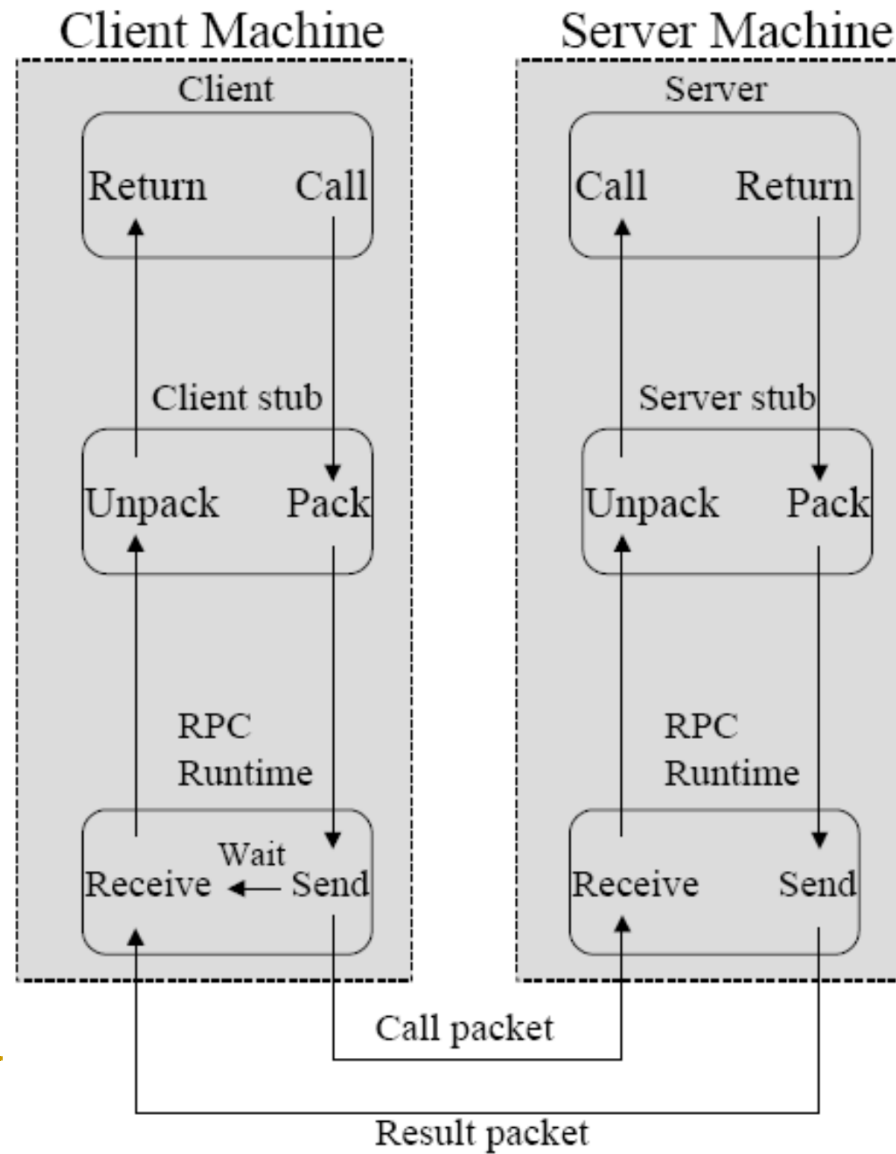 Client Machine
Server Machine
Client
Server
Return Call
Call Return
Client stub
Server stub
Unpack Pack
Unpack Pack
RPC
Runtime
RPC
Runtime
Wait
Receive Send
Receive Send
Call packet
Result packet